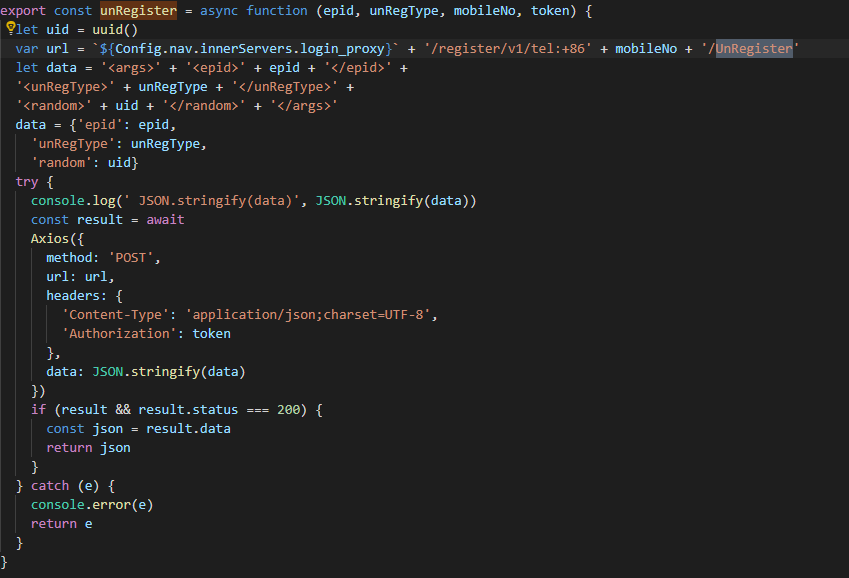 export const unRegister = async function (epid, unRegType, mobileNo, token) {
let uid = uuid()
var url = `${Config.nav.innerServers.login_proxy}` + '/register/v1/tel:+86' + mobileNo + '/UnRegister'
let data = '<args>' + '<epid>' + epid + '</epid>' +
'<unRegType>' + unRegType + '</unRegType>' +
'<random>' + uid + '</random>' + '</args>'
data = {'epid': epid,
'unRegType': unRegType,
'random': uid}
try {
console.log(' JSON.stringify(data)', JSON.stringify(data))
const result = await
Axios({
method: 'POST',
url: url,
headers: {
'Content-Type': 'application/json;charset=UTF-8',
'Authorization': token
},
data: JSON.stringify(data)
})
if (result && result.status === 200) {
const json = result.data
return json
}
} catch (e) {
console.error(e)
return e
}
}